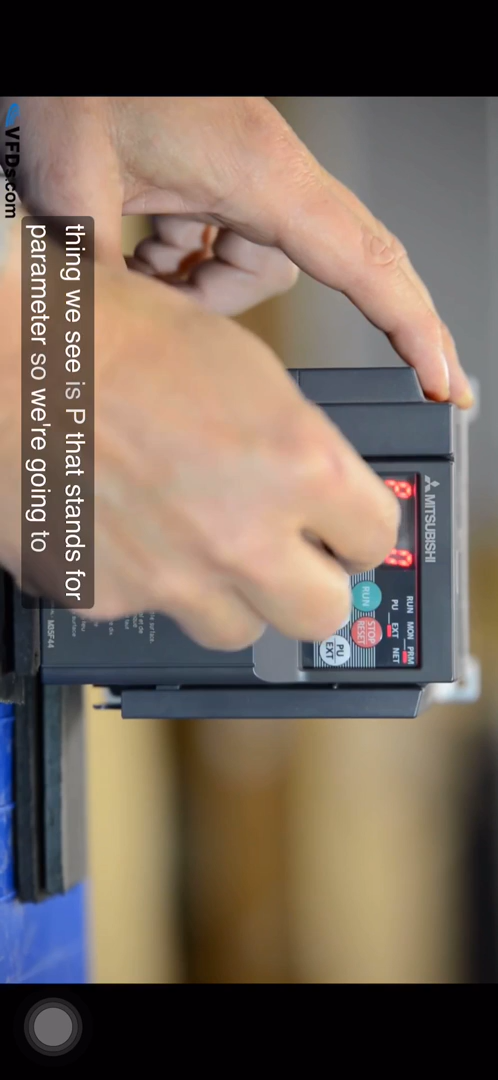 VFDs.com
MITSUBISHI
RUN MON PRM
PU EXT NET
RUN
STOP
RESET
PU
EXT
thing we see is P that stands for
parameter so we're going to